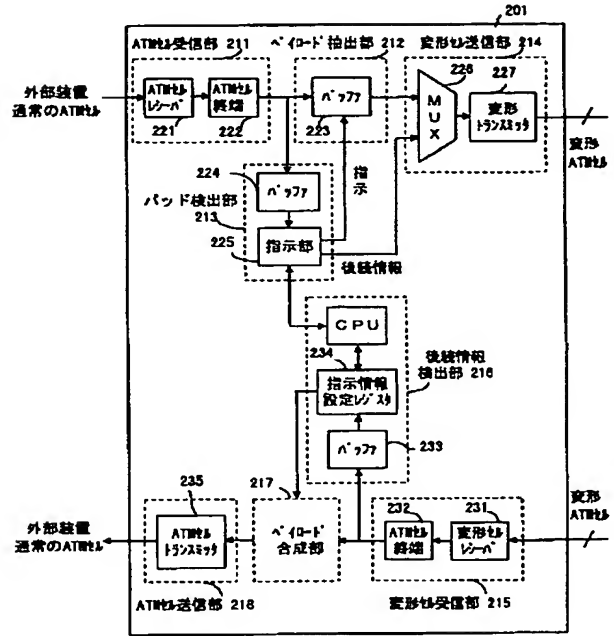 201
ATMセル受信部 211
ペイロード抽出部 212
変形セル送信部 214
外部装置
通常のATMセル
ATMセル
レシーバ
221
ATMセル
終端
222
バッファ
223
226
MUX
227
変形
トランスミッタ
変形
ATMセル
224
バッファ
指示
パッド検出部
213
225
指示部
後続情報
CPU
234
指示情報
設定レジスタ
後続情報
検出部 216
バッファ
233
235
ATMセル
トランスミッタ
217
ペイロード
合成部
232
ATMセル
終端
231
変形セル
レシーバ
変形
ATMセル
外部装置
通常のATMセル
ATMセル送信部 218
変形セル受信部 215